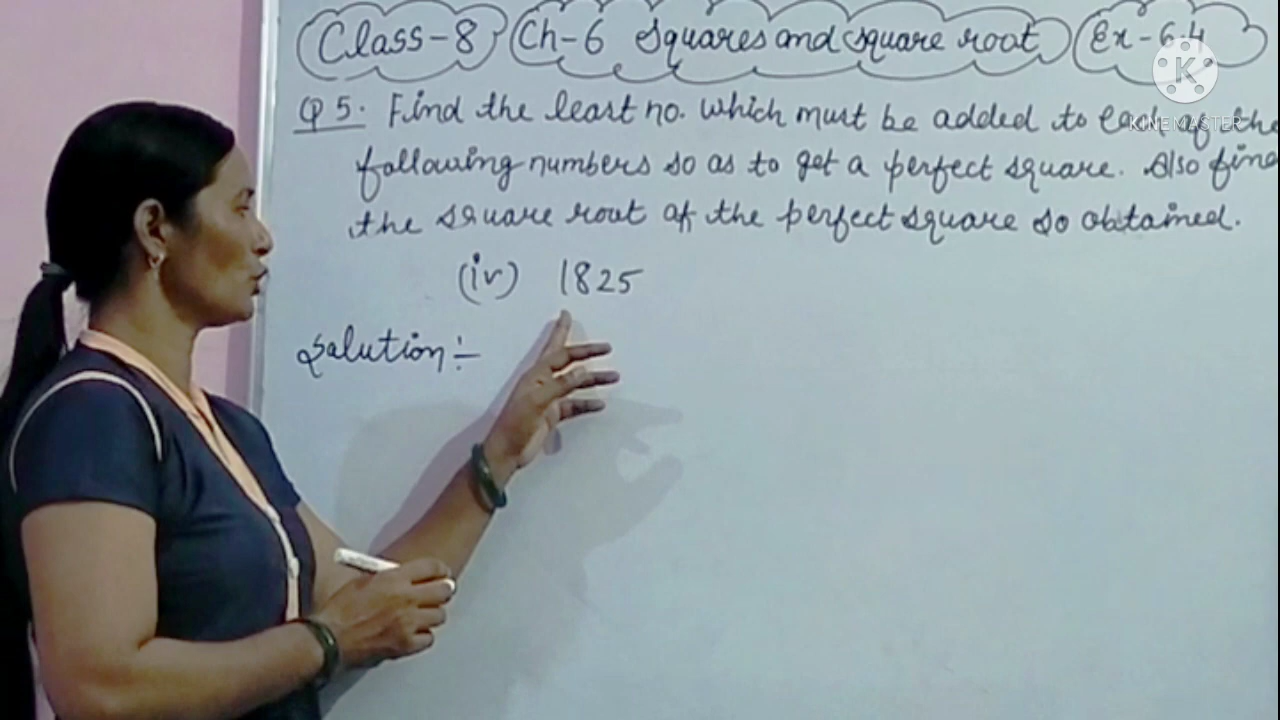 Class-8 Ch-6 Squares and square root Ex-6.4
Q5. Find the least no. which must be added to each of the
following numbers so as to get a perfect square. Also find
the square root of the perfect square so obtained.
(iv) 1825
Solution:-
K
KINEMASTER